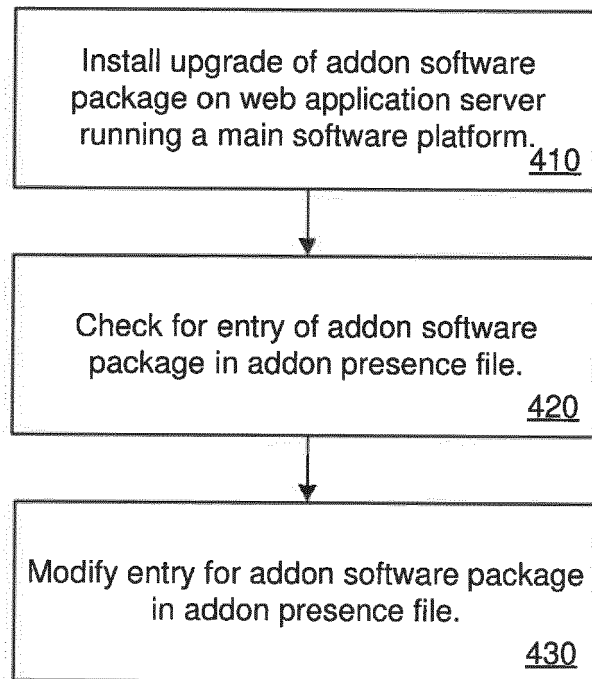 Install upgrade of addon software
package on web application server
running a main software platform.
410
Check for entry of addon software
package in addon presence file.
420
Modify entry for addon software package
in addon presence file.
430